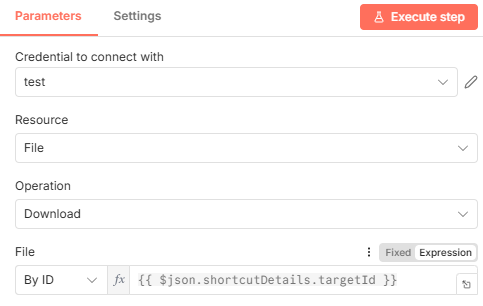 Parameters
Settings
Execute step
Credential to connect with
test
Resource
File
Operation
Download
File
Fixed Expression
By ID
fx
{{ $json.shortcutDetails.targetId }}